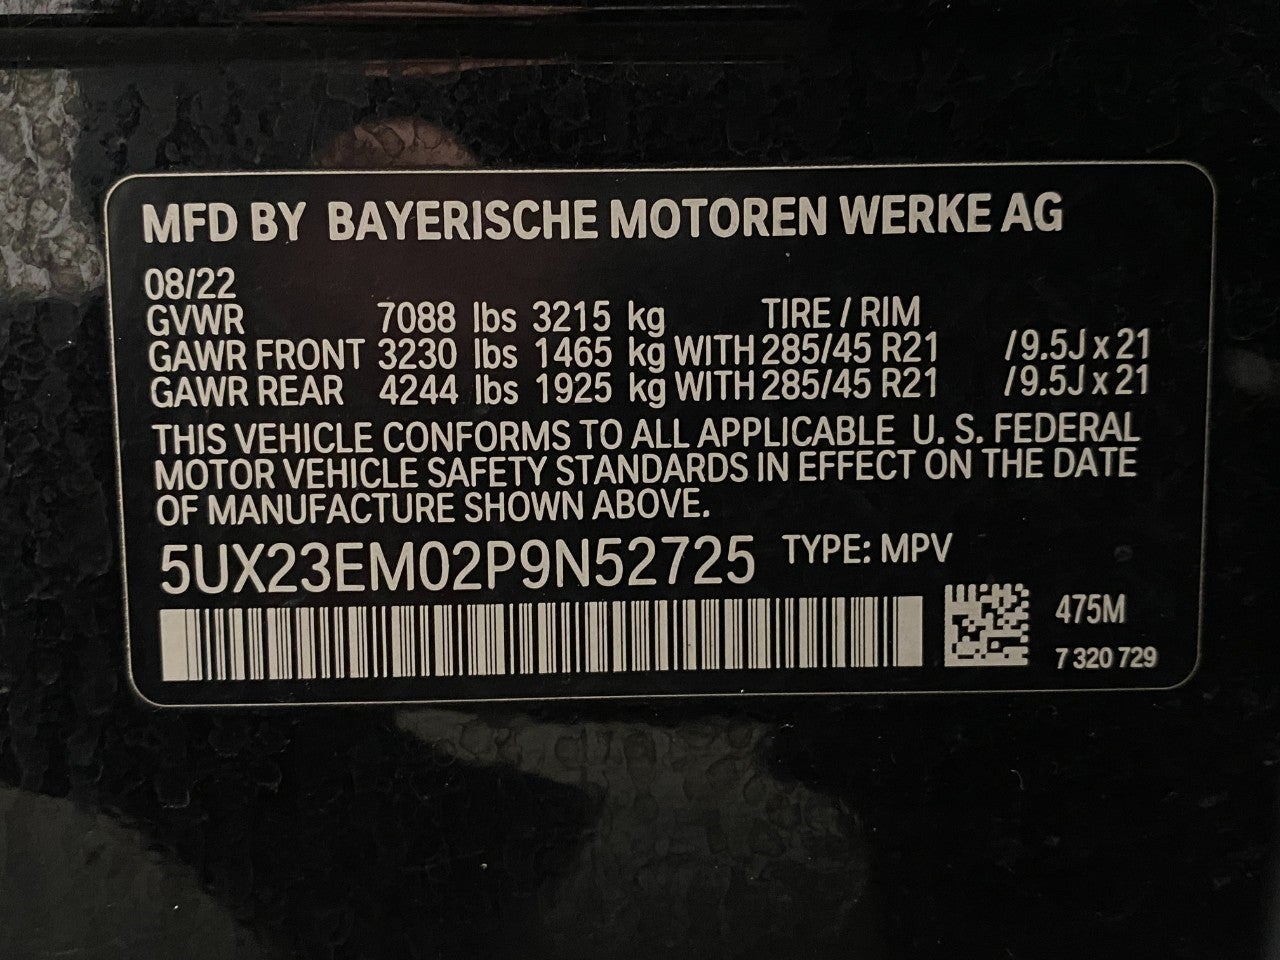 MFD BY BAYERISCHE MOTOREN WERKE AG
08/22
GVWR 7088 lbs 3215 kg TIRE / RIM
GAWR FRONT 3230 lbs 1465 kg WITH 285/45 R21 /9.5J x 21
GAWR REAR 4244 lbs 1925 kg WITH 285/45 R21 /9.5J x 21
THIS VEHICLE CONFORMS TO ALL APPLICABLE U. S. FEDERAL
MOTOR VEHICLE SAFETY STANDARDS IN EFFECT ON THE DATE
OF MANUFACTURE SHOWN ABOVE.
5UX23EM02P9N52725 TYPE: MPV
475M
7 320 729